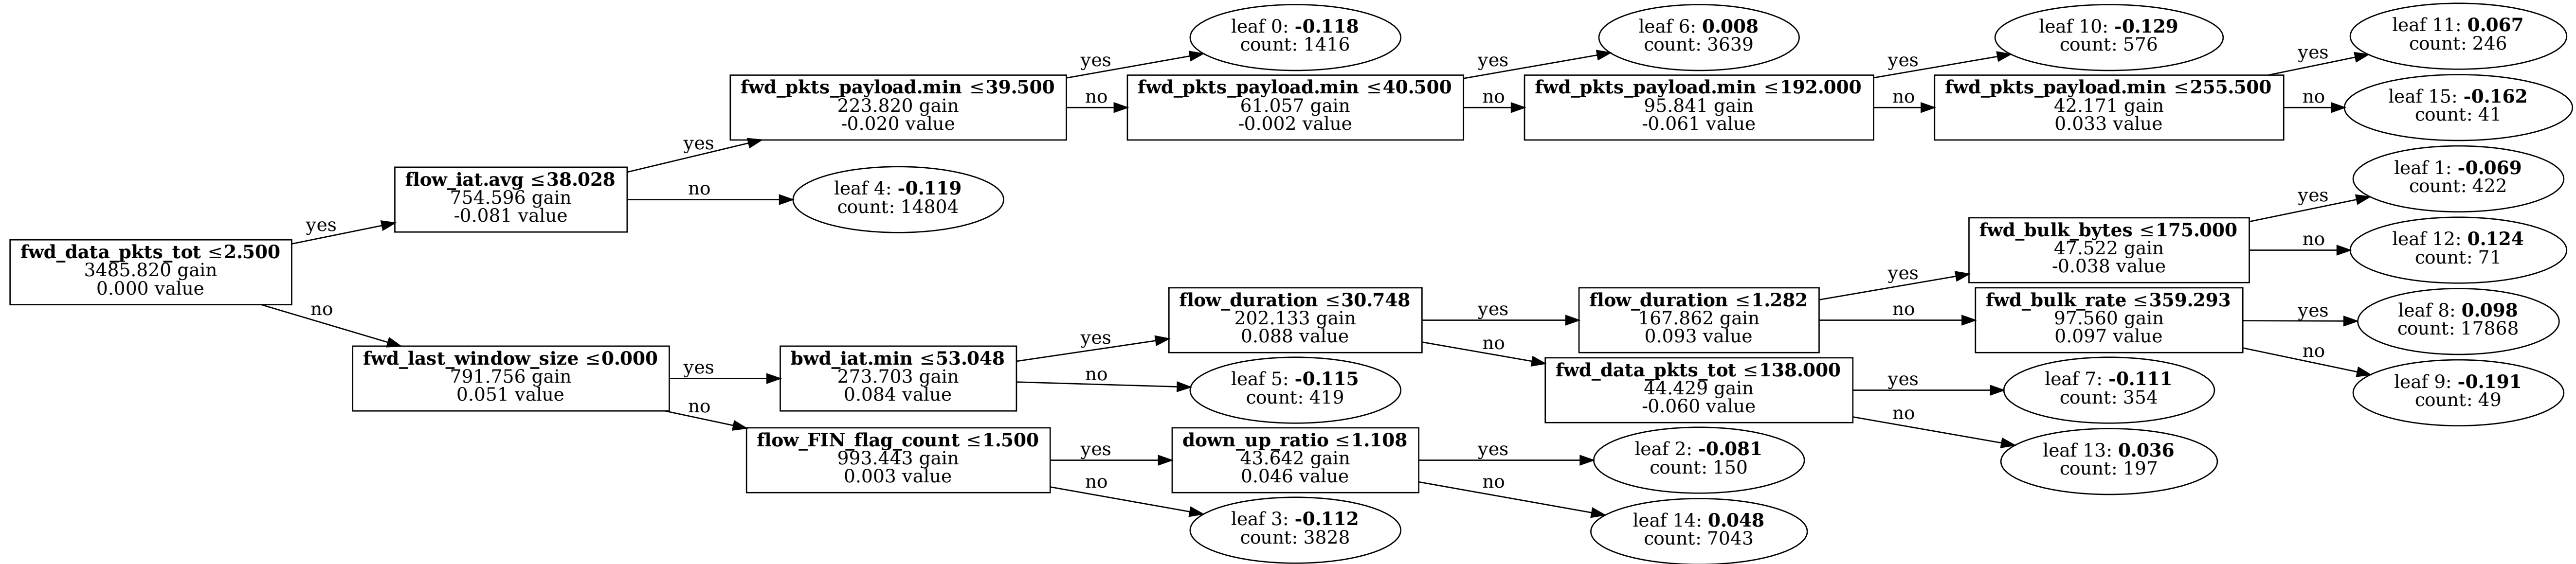 fwd_data_pkts_tot ≤2.500
3485.820 gain
0.000 value
yes
no
flow_iat.avg ≤38.028
754.596 gain
-0.081 value
yes
no
fwd_pkts_payload.min ≤39.500
223.820 gain
-0.020 value
yes
no
leaf 0: -0.118
count: 1416
fwd_pkts_payload.min ≤40.500
61.057 gain
-0.002 value
yes
no
leaf 6: 0.008
count: 3639
fwd_pkts_payload.min ≤192.000
95.841 gain
-0.061 value
yes
no
leaf 10: -0.129
count: 576
fwd_pkts_payload.min ≤255.500
42.171 gain
0.033 value
yes
no
leaf 11: 0.067
count: 246
leaf 15: -0.162
count: 41
leaf 4: -0.119
count: 14804
fwd_last_window_size ≤0.000
791.756 gain
0.051 value
yes
no
bwd_iat.min ≤53.048
273.703 gain
0.084 value
yes
no
flow_duration ≤30.748
202.133 gain
0.088 value
yes
no
flow_duration ≤1.282
167.862 gain
0.093 value
yes
no
fwd_bulk_bytes ≤175.000
47.522 gain
-0.038 value
yes
no
leaf 1: -0.069
count: 422
leaf 12: 0.124
count: 71
fwd_bulk_rate ≤359.293
97.560 gain
0.097 value
yes
no
leaf 8: 0.098
count: 17868
leaf 9: -0.191
count: 49
fwd_data_pkts_tot ≤138.000
44.429 gain
-0.060 value
yes
no
leaf 7: -0.111
count: 354
leaf 13: 0.036
count: 197
leaf 5: -0.115
count: 419
flow_FIN_flag_count ≤1.500
993.443 gain
0.003 value
yes
no
down_up_ratio ≤1.108
43.642 gain
0.046 value
yes
no
leaf 2: -0.081
count: 150
leaf 14: 0.048
count: 7043
leaf 3: -0.112
count: 3828